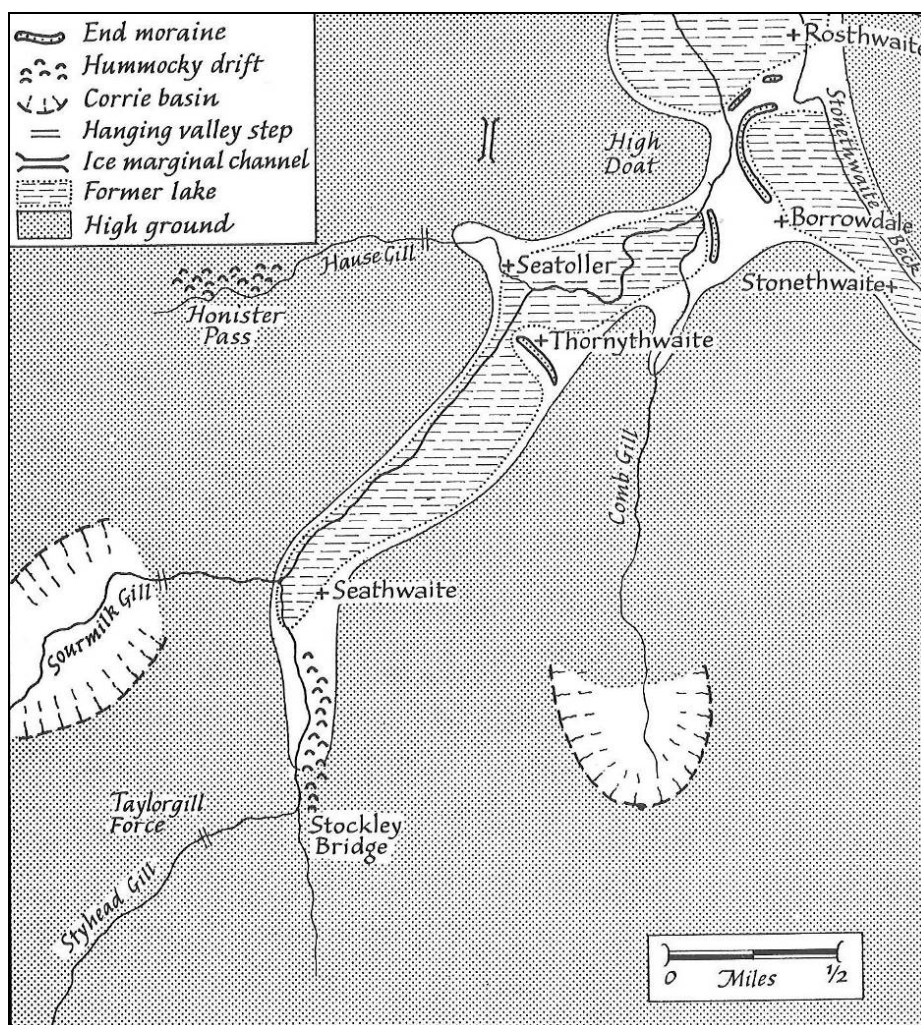 End moraine
Hummocky drift
Corrie basin
Hanging valley step
Ice marginal channel
Former lake
High ground
+Rosthwaite
Stonethwaite Beck
High
Doat
+Borrowdale
Hause Gill
+Seatoller
Stonethwaite+
Honister
Pass
+Thornythwaite
Comb Gill
+Seathwaite
Sourmilk Gill
Taylorgill
Force
Stockley
Bridge
Styhead Gill
0 Miles 1/2